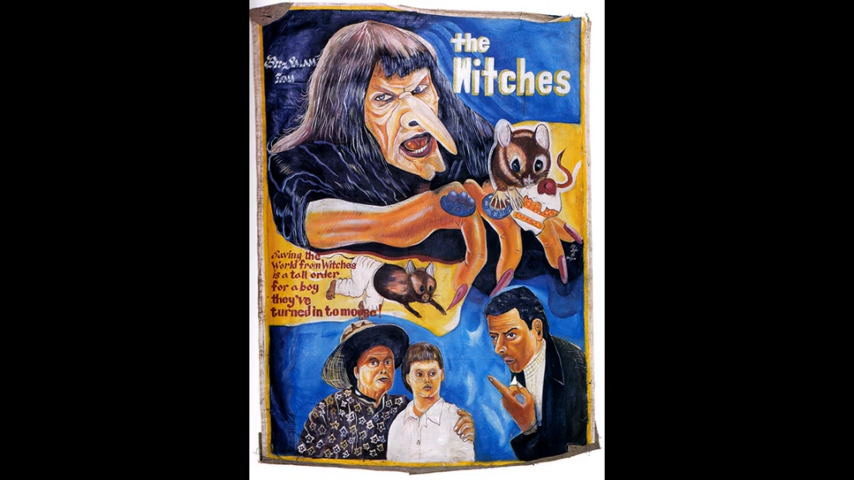 the
Witches
Saving the
World from Witches
is a tall order
for a boy
they've
turned in to mouse!